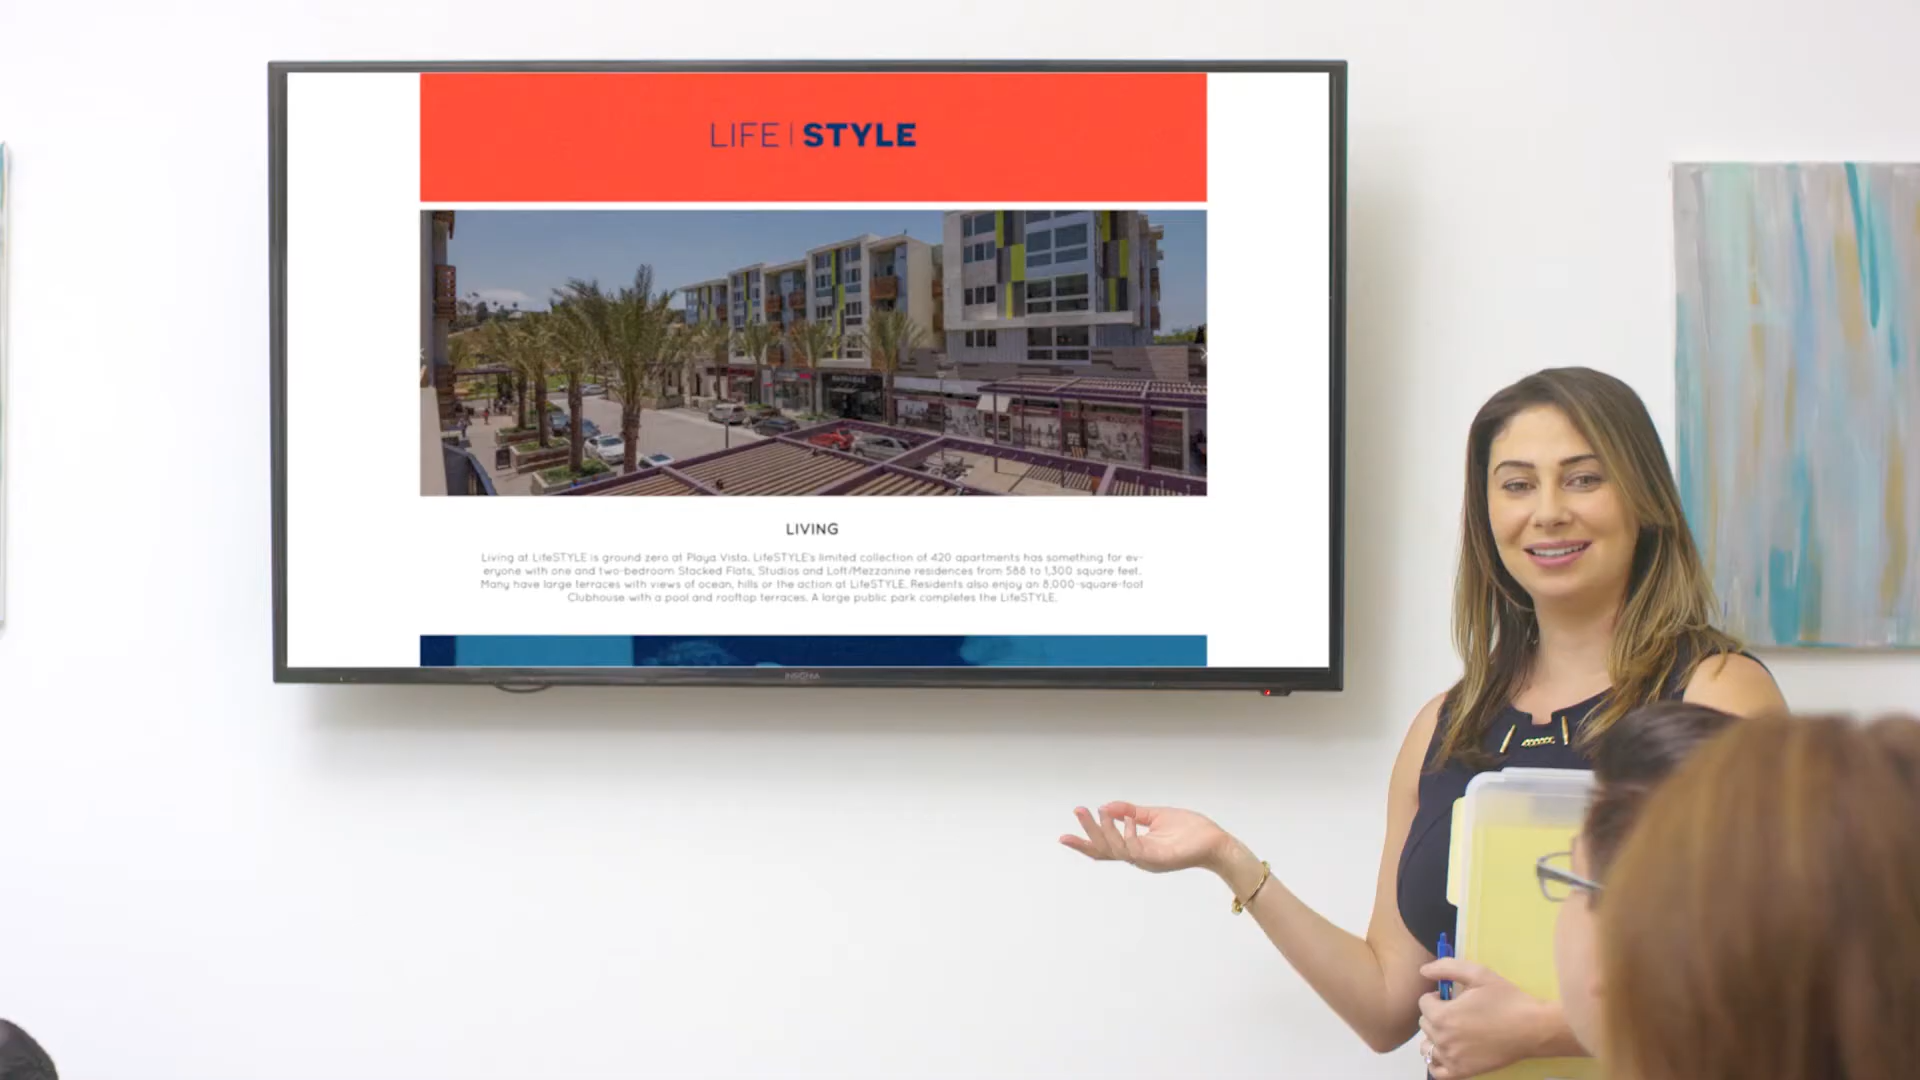 LIFE | STYLE
LIVING
Living at LifeSTYLE is ground zero at Playa Vista. LifeSTYLE's limited collection of 420 apartments has something for ev-
eryone with one and two-bedroom Stacked Flats, Studios and Loft/Mezzanine residences from 588 to 1,300 square feet.
Many have large terraces with views of ocean, hills or the action at LifeSTYLE. Residents also enjoy an 8,000-square-foot
Clubhouse with a pool and rooftop terraces. A large public park completes the LifeSTYLE.
INSIGNIA